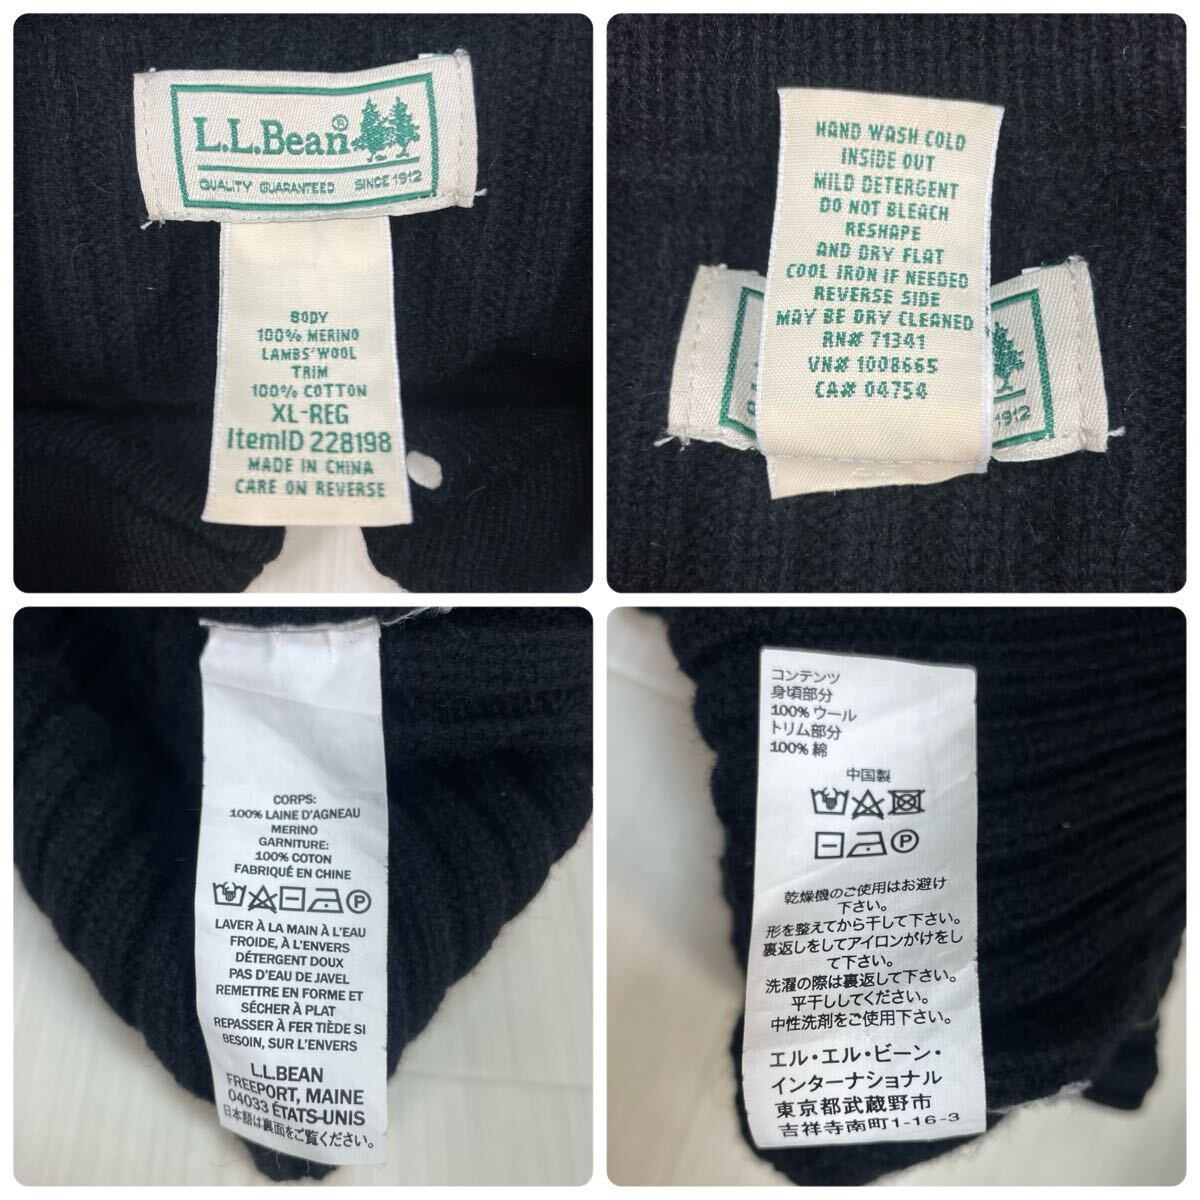 L.L.Bean®
QUALITY GUARANTEED SINCE 1912
BODY
100% MERINO
LAMBS' WOOL
TRIM
100% COTTON
XL-REG
ItemID 228198
MADE IN CHINA
CARE ON REVERSE
HAND WASH COLD
INSIDE OUT
MILD DETERGENT
DO NOT BLEACH
RESHAPE
AND DRY FLAT
COOL IRON IF NEEDED
REVERSE SIDE
MAY BE DRY CLEANED
RN# 71341
VN# 1008665
CA# 04754
1912
CORPS:
100% LAINE D'AGNEAU
MERINO
GARNITURE:
100% COTON
FABRIQUÉ EN CHINE
P
LAVER À LA MAIN À L'EAU
FROIDE, À L'ENVERS
DÉTERGENT DOUX
PAS D'EAU DE JAVEL
REMETTRE EN FORME ET
SÉCHER À PLAT
REPASSER À FER TIÈDE SI
BESOIN, SUR L'ENVERS
L.L.BEAN
FREEPORT, MAINE
04033 ÉTATS-UNIS
日本語は裏面をご覧ください。
コンテンツ
身頃部分
100% ウール
トリム部分
100% 綿
中国製
P
乾燥機のご使用はお避け
下さい。
形を整えてから干して下さい。
裏返しをしてアイロンがけをし
て下さい。
洗濯の際は裏返して下さい。
平干ししてください。
中性洗剤をご使用下さい。
エル・エル・ビーン・
インターナショナル
東京都武蔵野市
吉祥寺南町1-16-3